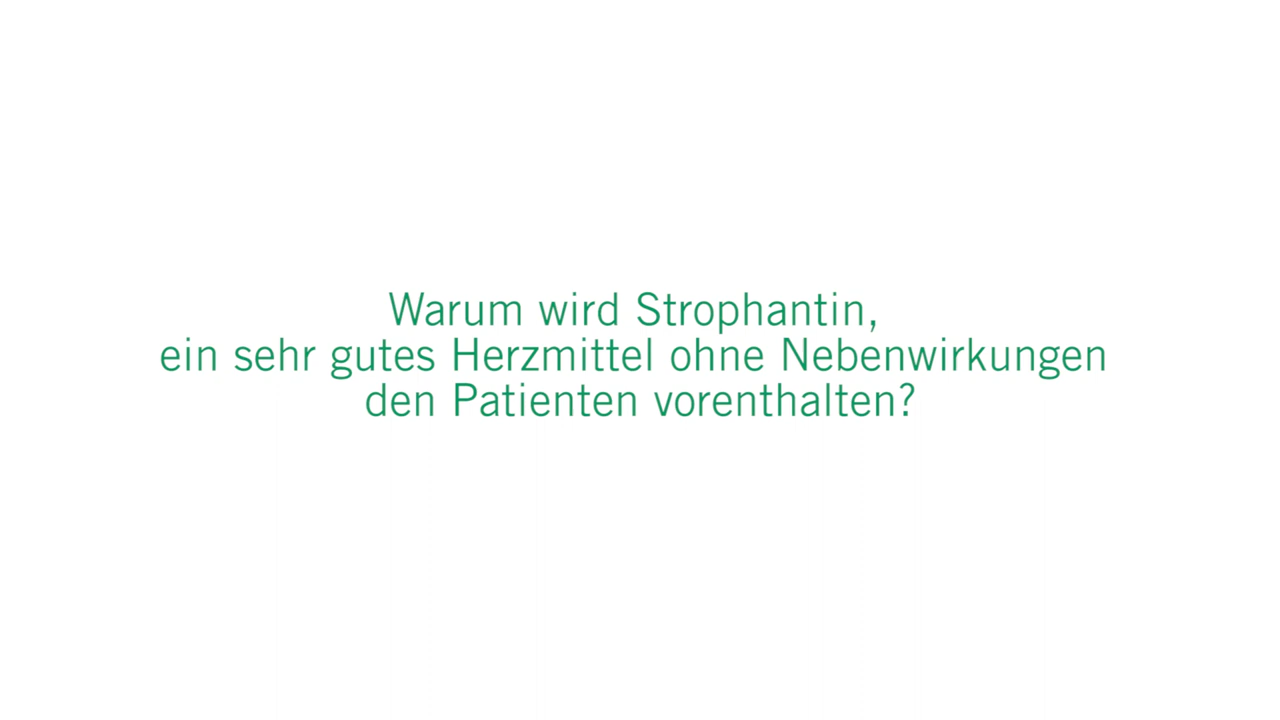 Warum wird Strophantin,
ein sehr gutes Herzmittel ohne Nebenwirkungen
den Patienten vorenthalten?